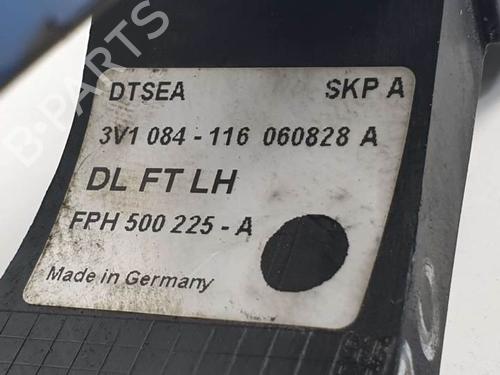 B-PARTS
DTSEA SKP A
3V1 084 - 116 060828 A
DL FT LH
FPH 500 225 - A
Made in Germany